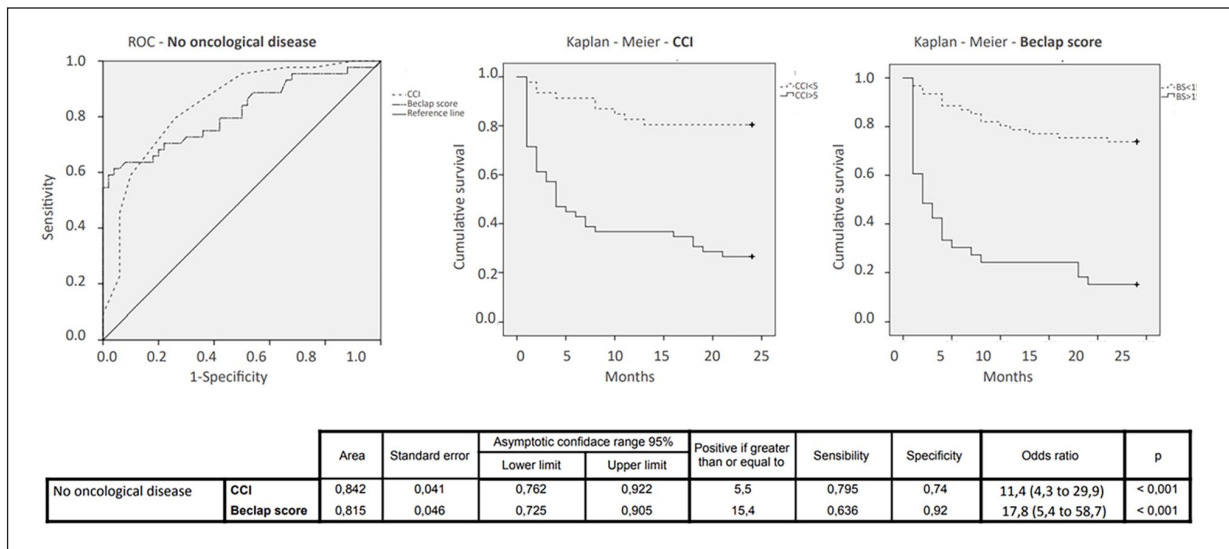 ROC - No oncological disease
1.0
0.8
0.6
0.4
0.2
0.0
Sensitivity
0.0 0.2 0.4 0.6 0.8 1.0
1-Specificity
CCI
Beclap score
Reference line
Kaplan - Meier - CCI
1.0
0.8
0.6
0.4
0.2
0.0
Cumulative survival
0 5 10 15 20 25
Months
CCI<5
CCI>5
Kaplan - Meier - Beclap score
1.0
0.8
0.6
0.4
0.2
0.0
Cumulative survival
0 5 10 15 20 25
Months
BS<1
BS>1
Area Standard error Asymptotic confidace range 95% Positive if greater than or equal to Sensibility Specificity Odds ratio p
Lower limit Upper limit
No oncological disease CCI 0,842 0,041 0,762 0,922 5,5 0,795 0,74 11,4 (4,3 to 29,9) < 0,001
Beclap score 0,815 0,046 0,725 0,905 15,4 0,636 0,92 17,8 (5,4 to 58,7) < 0,001